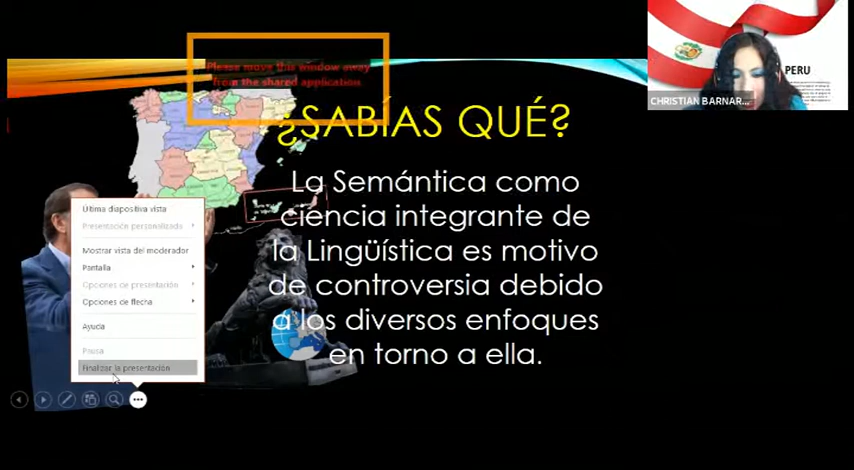 Please move this window away
from the shared application
PERU
CHRISTIAN BARNAR...
¿SABÍAS QUÉ?
La Semántica como
ciencia integrante de
la Lingüística es motivo
de controversia debido
a los diversos enfoques
en torno a ella.
Última diapositiva vista
Presentación personalizada
Mostrar vista del moderador
Pantalla
Opciones de presentación
Opciones de flecha
Ayuda
Pausa
Finalizar la presentación